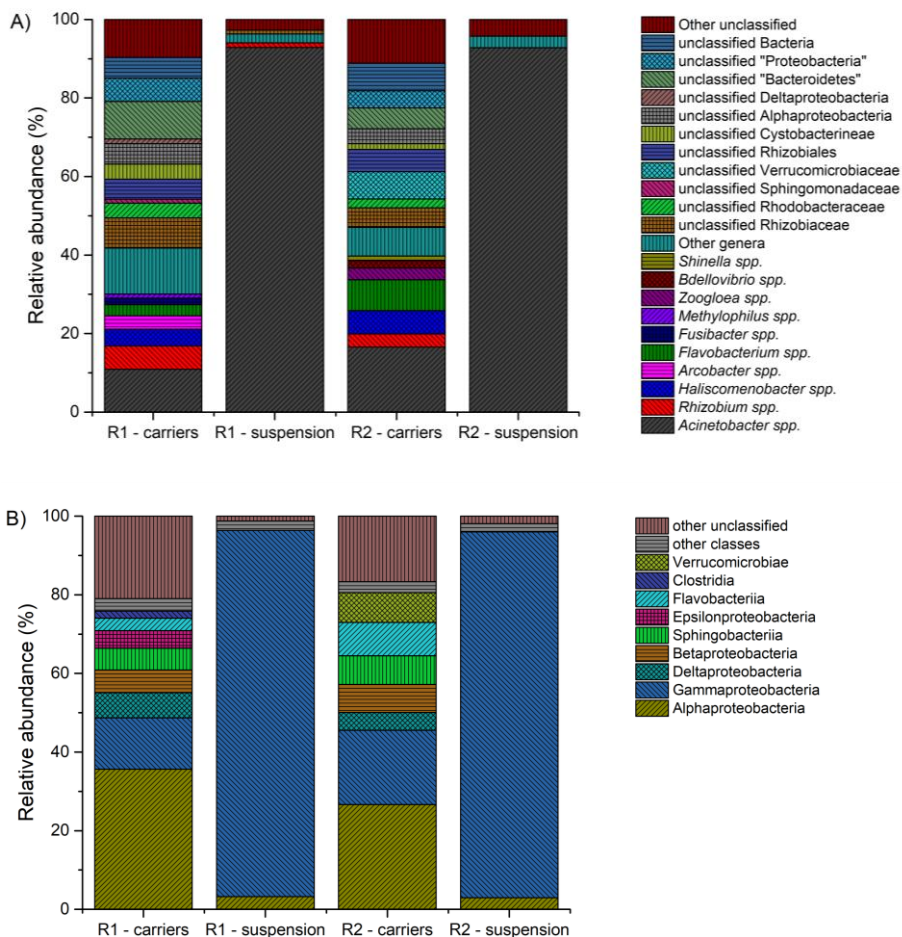 A)
Relative abundance (%)
100
80
60
40
20
0
R1 - carriers R1 - suspension R2 - carriers R2 - suspension
Other unclassified
unclassified Bacteria
unclassified "Proteobacteria"
unclassified "Bacteroidetes"
unclassified Deltaproteobacteria
unclassified Alphaproteobacteria
unclassified Cystobacterineae
unclassified Rhizobiales
unclassified Verrucomicrobiaceae
unclassified Sphingomonadaceae
unclassified Rhodobacteraceae
unclassified Rhizobiaceae
Other genera
Shinella spp.
Bdellovibrio spp.
Zoogloea spp.
Methylophilus spp.
Fusibacter spp.
Flavobacterium spp.
Arcobacter spp.
Haliscomenobacter spp.
Rhizobium spp.
Acinetobacter spp.
B)
Relative abundance (%)
100
80
60
40
20
0
R1 - carriers R1 - suspension R2 - carriers R2 - suspension
other unclassified
other classes
Verrucomicrobiae
Clostridia
Flavobacteriia
Epsilonproteobacteria
Sphingobacteriia
Betaproteobacteria
Deltaproteobacteria
Gammaproteobacteria
Alphaproteobacteria